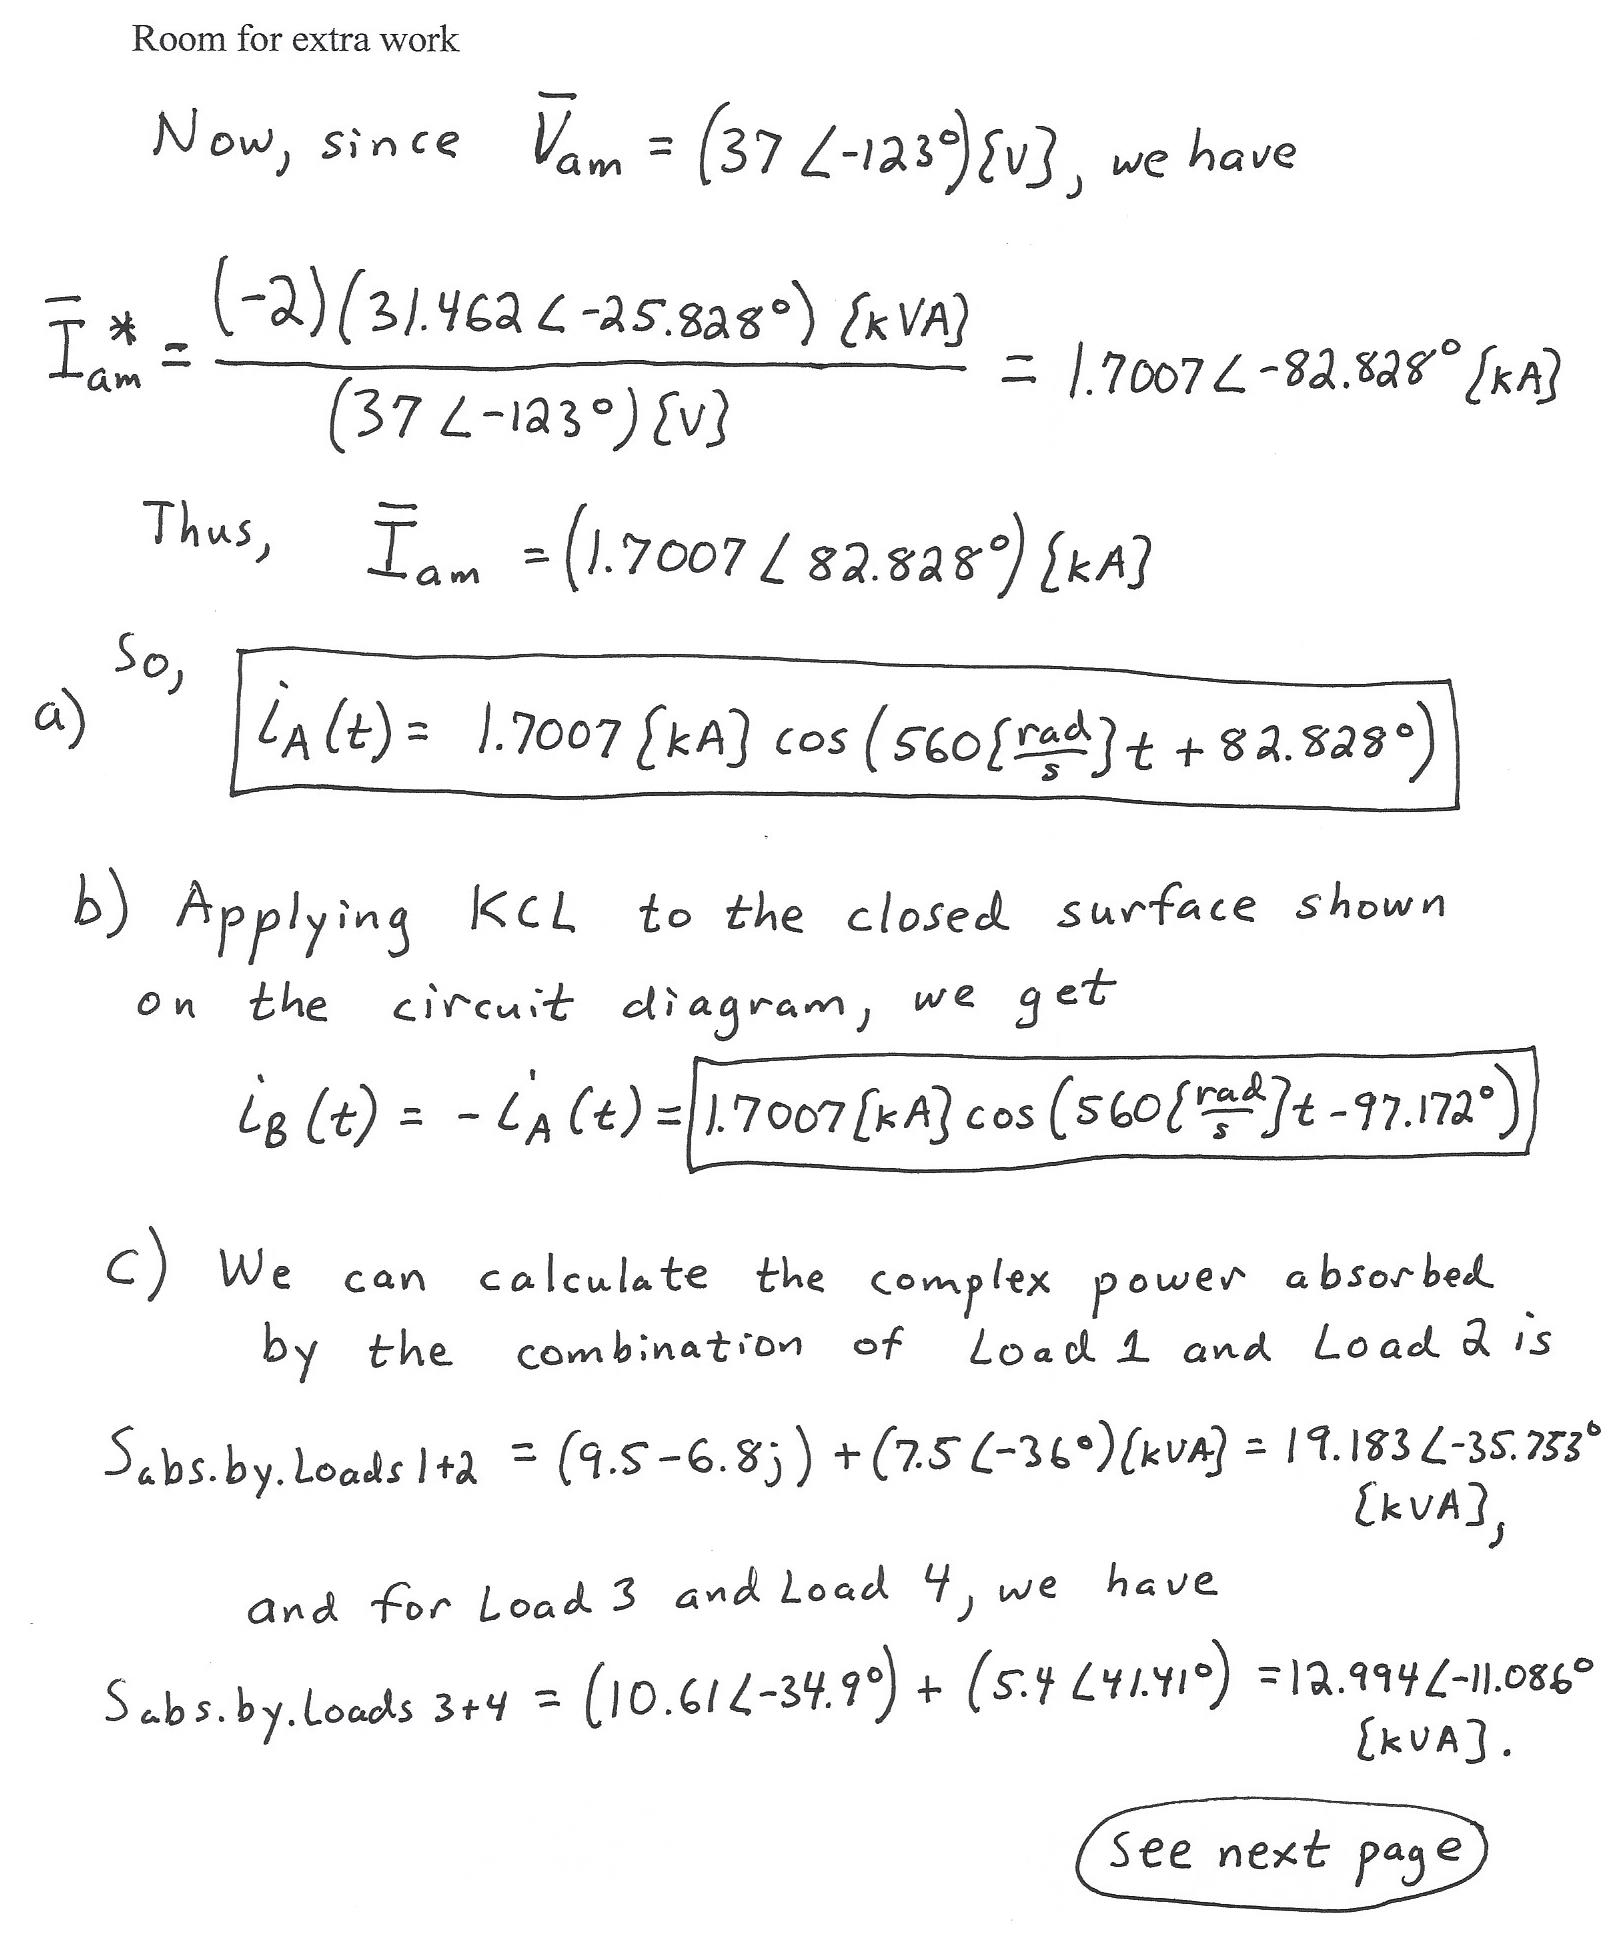 Room for extra work
Now, since V̅am = (37 ∠-123°){V}, we have
I̅am* = (-2)(31.462 ∠ -25.828°) {kVA} / (37 ∠-123°) {V} = 1.7007 ∠ -82.828° {kA}
Thus, I̅am = (1.7007 ∠ 82.828°) {kA}
So,
a) iA(t) = 1.7007 {kA} cos (560 {rad/s} t + 82.828°)
b) Applying KCL to the closed surface shown
on the circuit diagram, we get
iB(t) = - iA(t) = 1.7007 {kA} cos (560 {rad/s} t - 97.172°)
c) We can calculate the complex power absorbed
by the combination of Load 1 and Load 2 is
Sabs.by.Loads 1+2 = (9.5 - 6.8j) + (7.5 ∠-36°) {kVA} = 19.183 ∠-35.753°
{kVA},
and for Load 3 and Load 4, we have
Sabs.by.Loads 3+4 = (10.61 ∠-34.9°) + (5.4 ∠41.41°) = 12.994 ∠-11.086°
{kVA}.
See next page